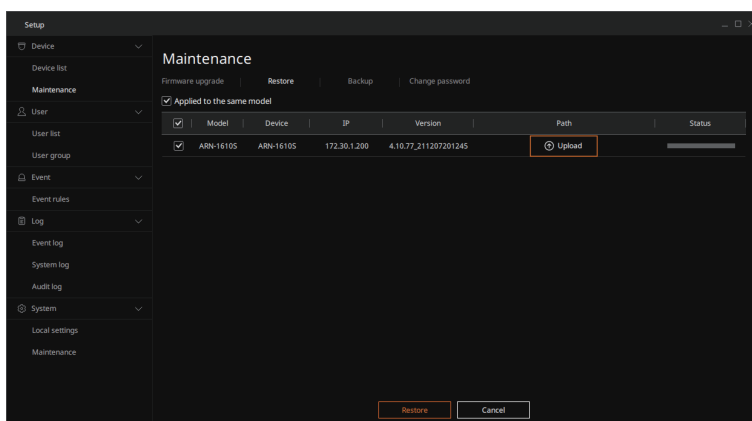 Setup
Device
Device list
Maintenance
User
User list
User group
Event
Event rules
Log
Event log
System log
Audit log
System
Local settings
Maintenance
Maintenance
Firmware upgrade Restore Backup Change password
Applied to the same model
Model Device IP Version Path Status
ARN-1610S ARN-1610S 172.30.1.200 4.10.77_211207201245 Upload
Restore Cancel